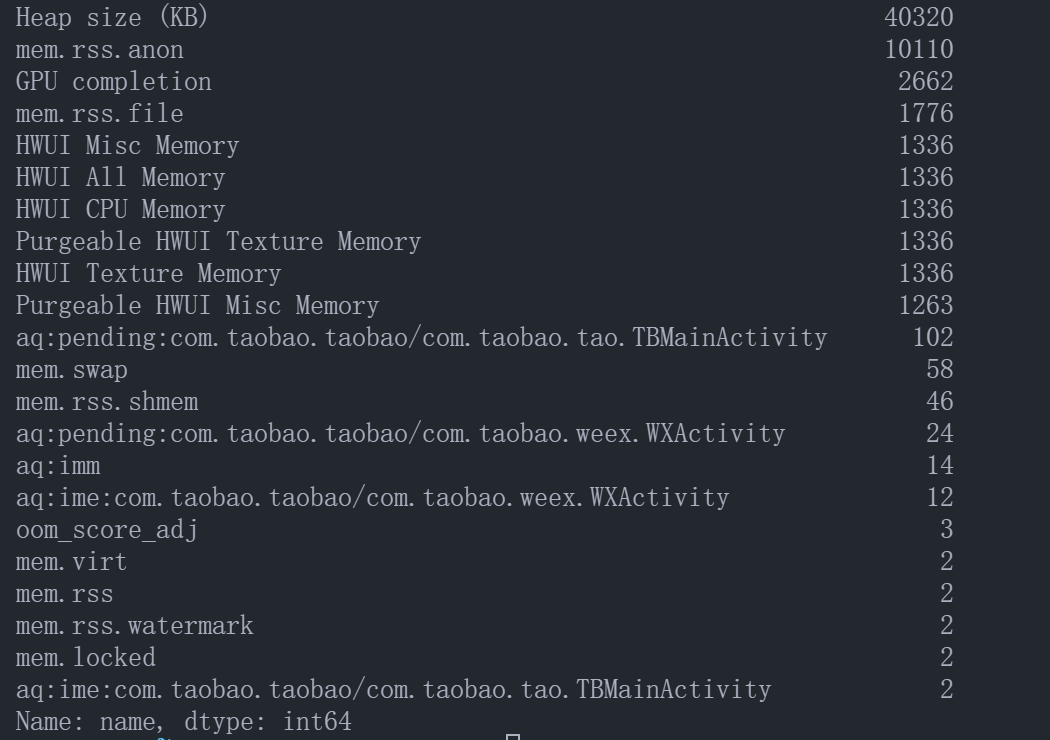 Heap size (KB) 40320
mem.rss.anon 10110
GPU completion 2662
mem.rss.file 1776
HWUI Misc Memory 1336
HWUI All Memory 1336
HWUI CPU Memory 1336
Purgeable HWUI Texture Memory 1336
HWUI Texture Memory 1336
Purgeable HWUI Misc Memory 1263
aq:pending:com.taobao.taobao/com.taobao.tao.TBMainActivity 102
mem.swap 58
mem.rss.shmem 46
aq:pending:com.taobao.taobao/com.taobao.weex.WXActivity 24
aq:imm 14
aq:ime:com.taobao.taobao/com.taobao.weex.WXActivity 12
oom_score_adj 3
mem.virt 2
mem.rss 2
mem.rss.watermark 2
mem.locked 2
aq:ime:com.taobao.taobao/com.taobao.tao.TBMainActivity 2
Name: name, dtype: int64